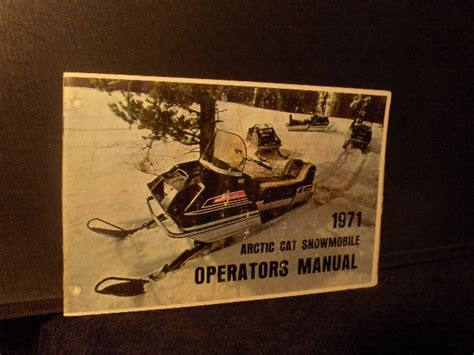 1971
ARCTIC CAT SNOWMOBILE
OPERATORS MANUAL